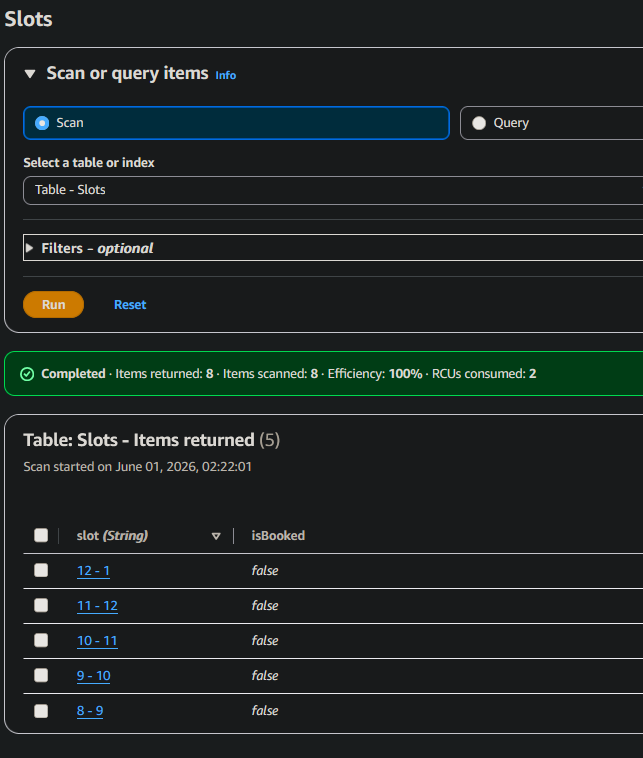 Slots
Scan or query items Info
Scan
Query
Select a table or index
Table - Slots
Filters - optional
Run Reset
Completed · Items returned: 8 · Items scanned: 8 · Efficiency: 100% · RCUs consumed: 2
Table: Slots - Items returned (5)
Scan started on June 01, 2026, 02:22:01
slot (String) isBooked
12 - 1 false
11 - 12 false
10 - 11 false
9 - 10 false
8 - 9 false